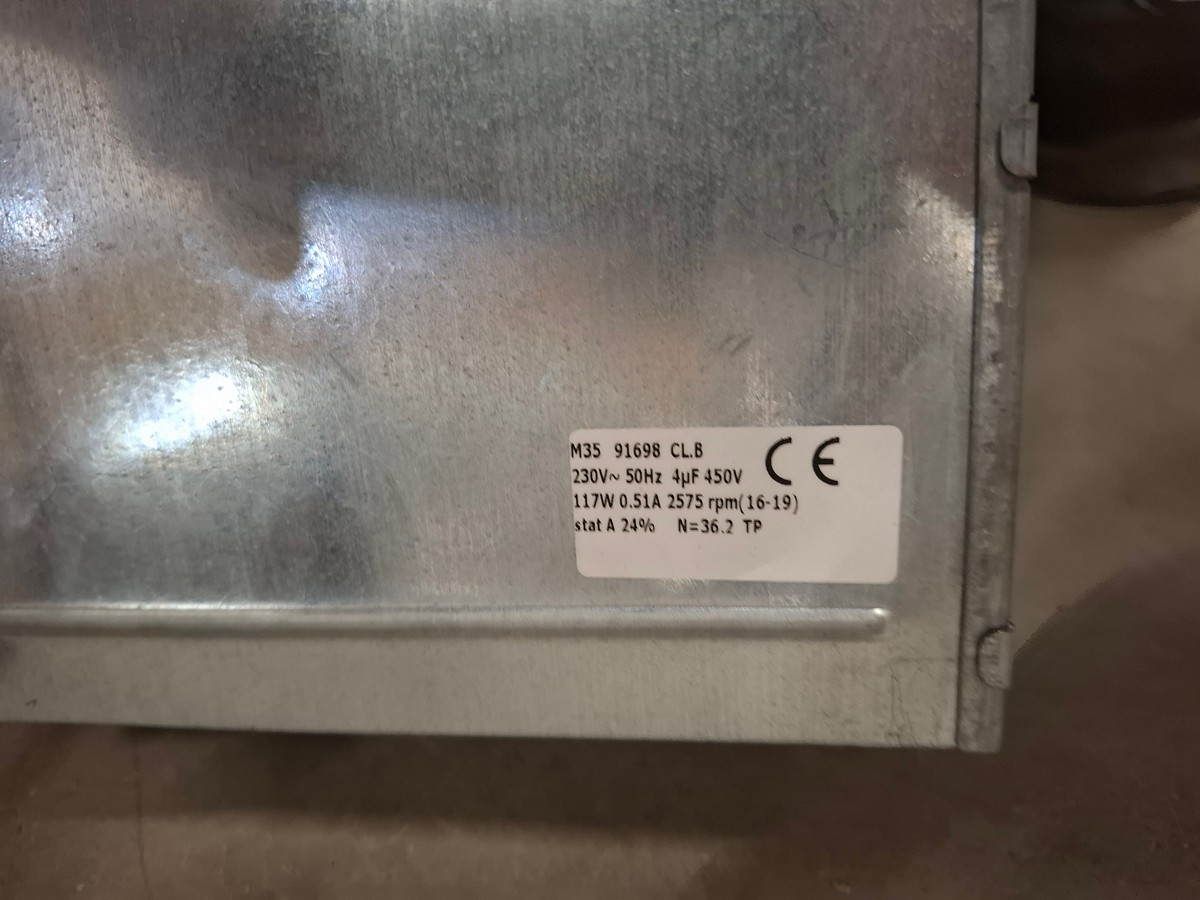 M35 91698 CL.B CE
230V~ 50Hz 4µF 450V
117W 0.51A 2575 rpm(16-19)
stat A 24% N=36.2 TP